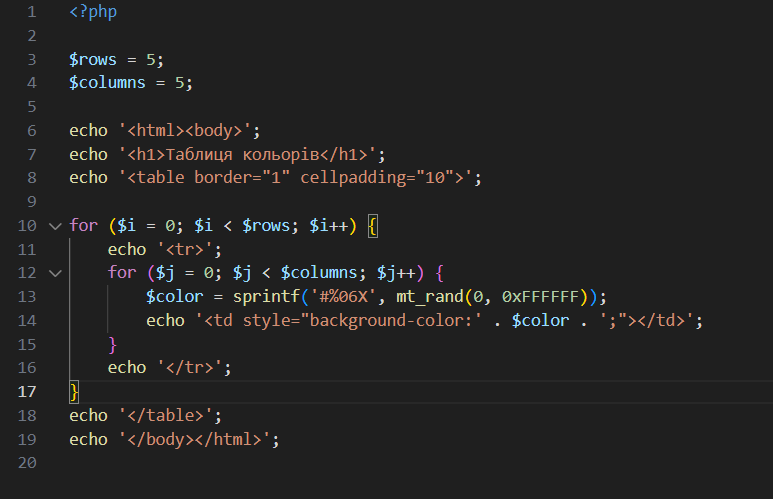 1 <?php
2
3 $rows = 5;
4 $columns = 5;
5
6 echo '<html><body>';
7 echo '<h1>Таблиця кольорів</h1>';
8 echo '<table border="1" cellpadding="10">';
9
10 for ($i = 0; $i < $rows; $i++) {
11     echo '<tr>';
12     for ($j = 0; $j < $columns; $j++) {
13         $color = sprintf('#%06X', mt_rand(0, 0xFFFFFF));
14         echo '<td style="background-color:' . $color . ';"></td>';
15     }
16     echo '</tr>';
17 }
18 echo '</table>';
19 echo '</body></html>';
20